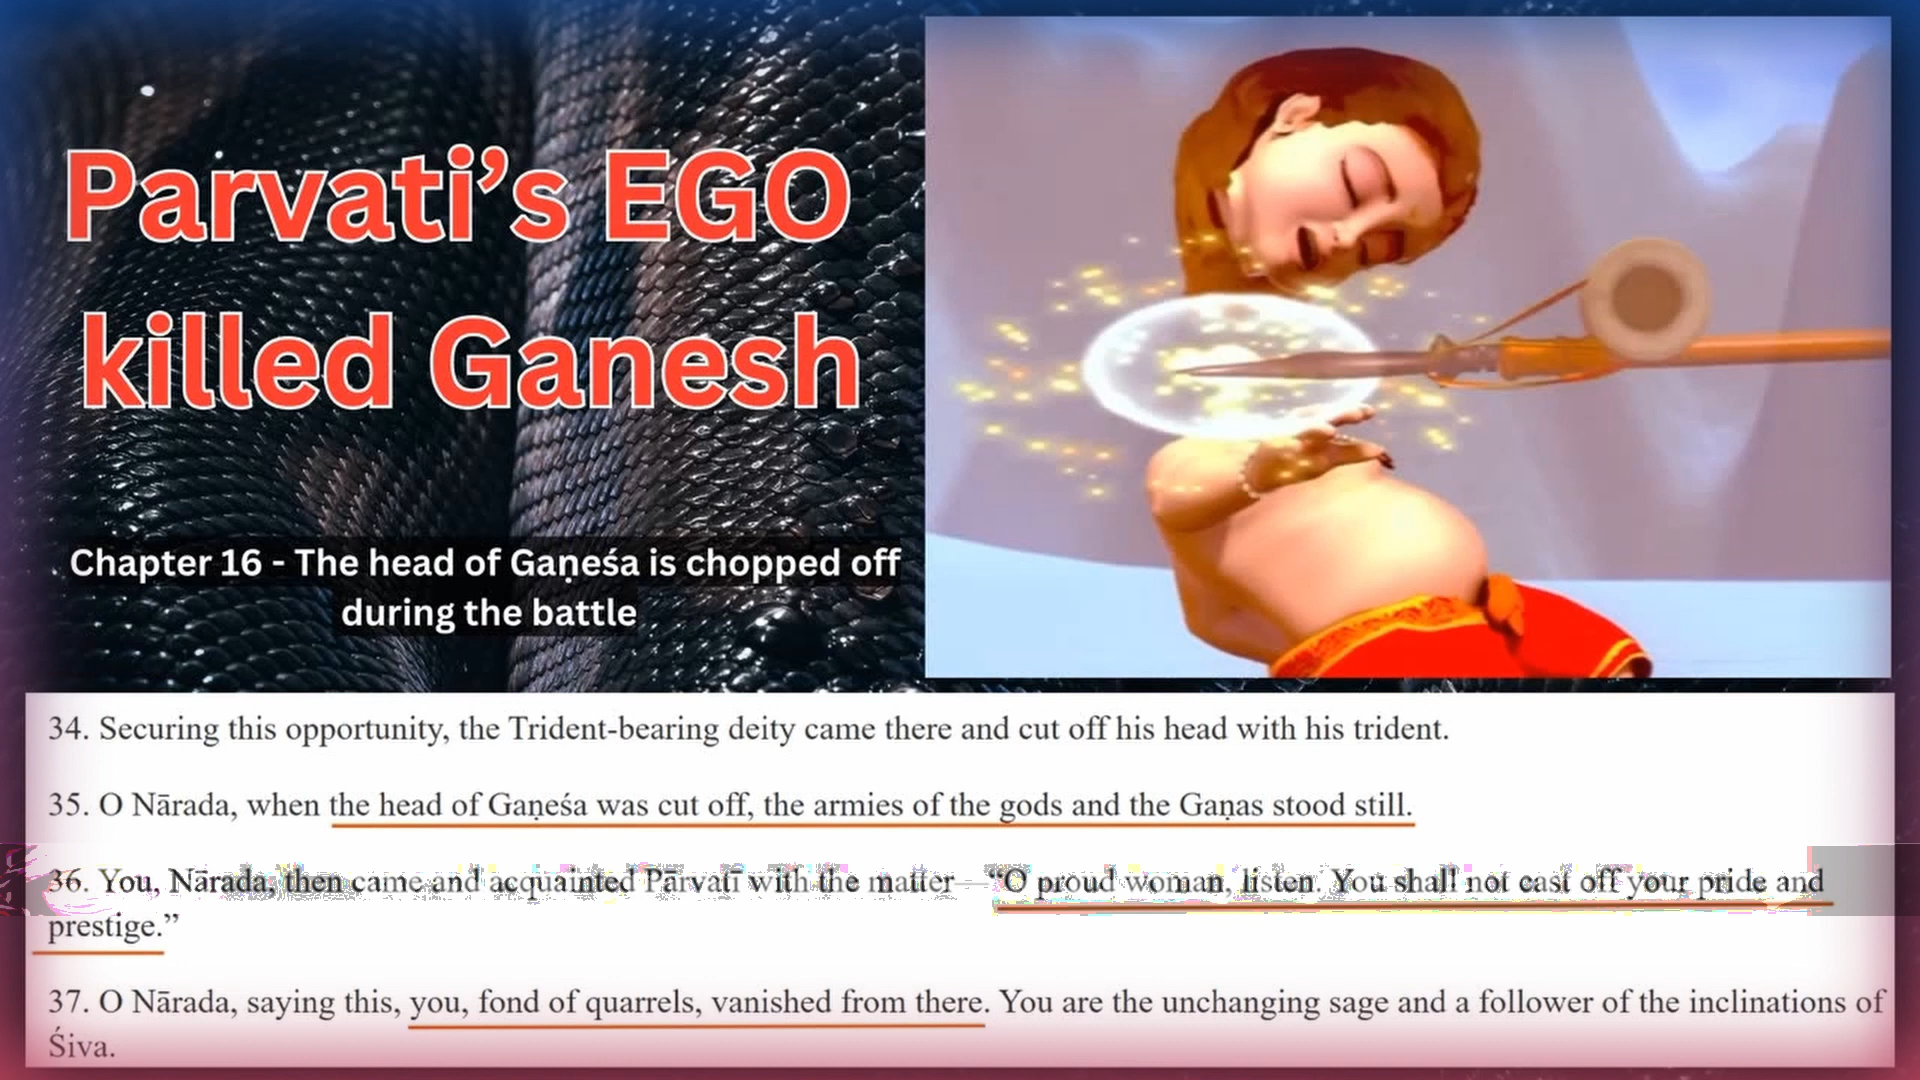 Parvati’s EGO
killed Ganesh
Chapter 16 - The head of Gaṇeśa is chopped off
during the battle
34. Securing this opportunity, the Trident-bearing deity came there and cut off his head with his trident.
35. O Nārada, when the head of Gaṇeśa was cut off, the armies of the gods and the Gaṇas stood still.
36. You, Nārada, then came and acquainted Pārvatī with the matter—“O proud woman, listen. You shall not cast off your pride and
prestige.”
37. O Nārada, saying this, you, fond of quarrels, vanished from there. You are the unchanging sage and a follower of the inclinations of
Śiva.